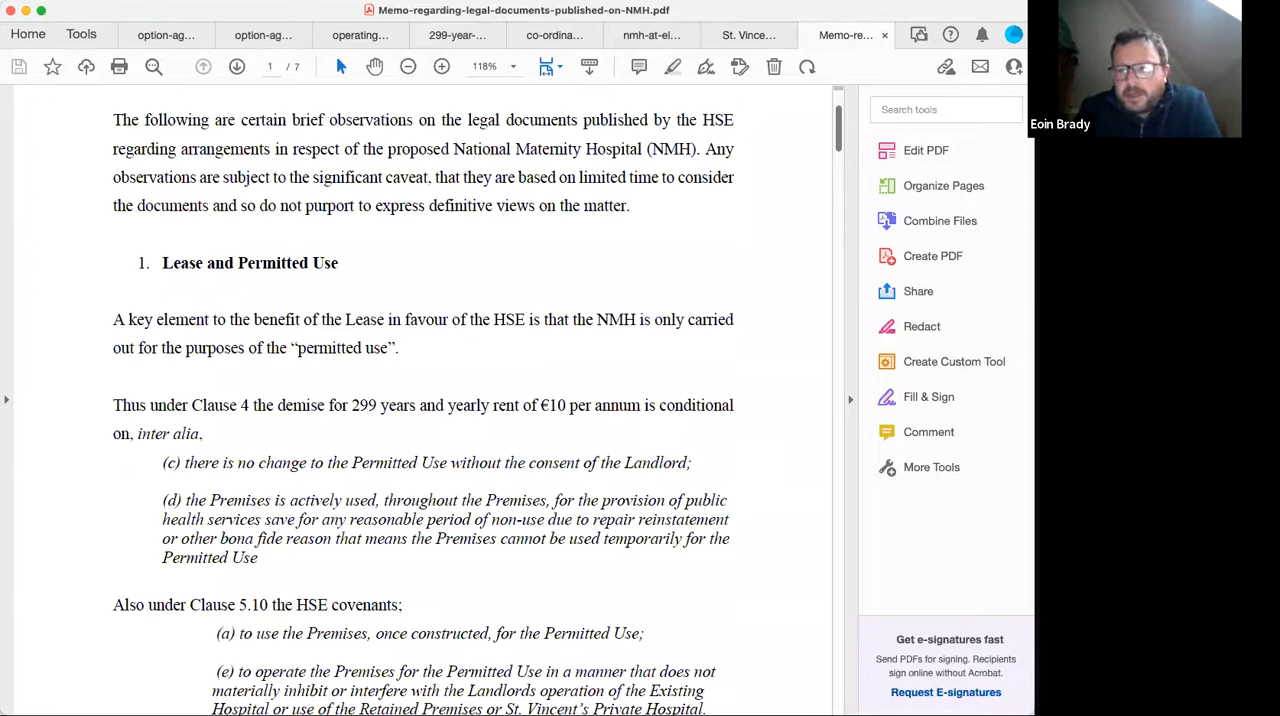 Memo-regarding-legal-documents-published-on-NMH.pdf
Home Tools option-ag... option-ag... operating... 299-year-... co-ordina... nmh-at-el... St. Vince... Memo-re... ×
1 / 7 118%
The following are certain brief observations on the legal documents published by the HSE
regarding arrangements in respect of the proposed National Maternity Hospital (NMH). Any
observations are subject to the significant caveat, that they are based on limited time to consider
the documents and so do not purport to express definitive views on the matter.
1. Lease and Permitted Use
A key element to the benefit of the Lease in favour of the HSE is that the NMH is only carried
out for the purposes of the “permitted use”.
Thus under Clause 4 the demise for 299 years and yearly rent of €10 per annum is conditional
on, inter alia,
(c) there is no change to the Permitted Use without the consent of the Landlord;
(d) the Premises is actively used, throughout the Premises, for the provision of public
health services save for any reasonable period of non-use due to repair reinstatement
or other bona fide reason that means the Premises cannot be used temporarily for the
Permitted Use
Also under Clause 5.10 the HSE covenants;
(a) to use the Premises, once constructed, for the Permitted Use;
(e) to operate the Premises for the Permitted Use in a manner that does not
materially inhibit or interfere with the Landlords operation of the Existing
Hospital or use of the Retained Premises or St. Vincent’s Private Hospital.
Search tools
Edit PDF
Organize Pages
Combine Files
Create PDF
Share
Redact
Create Custom Tool
Fill & Sign
Comment
More Tools
Get e-signatures fast
Send PDFs for signing. Recipients
sign online without Acrobat.
Request E-signatures
Eoin Brady